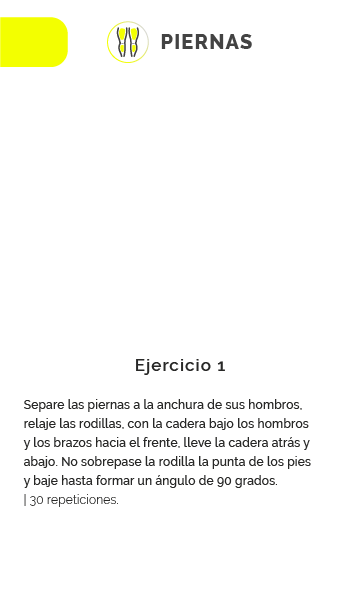 PIERNAS
Ejercicio 1
Separe las piernas a la anchura de sus hombros,
relaje las rodillas, con la cadera bajo los hombros
y los brazos hacia el frente, lleve la cadera atrás y
abajo. No sobrepase la rodilla la punta de los pies
y baje hasta formar un ángulo de 90 grados.
| 30 repeticiones.